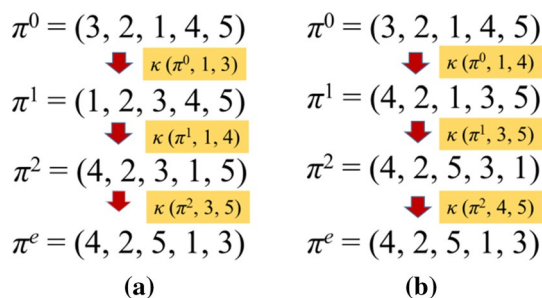 π⁰ = (3, 2, 1, 4, 5)
κ (π⁰, 1, 3)
π¹ = (1, 2, 3, 4, 5)
κ (π¹, 1, 4)
π² = (4, 2, 3, 1, 5)
κ (π², 3, 5)
πᵉ = (4, 2, 5, 1, 3)
(a)
π⁰ = (3, 2, 1, 4, 5)
κ (π⁰, 1, 4)
π¹ = (4, 2, 1, 3, 5)
κ (π¹, 3, 5)
π² = (4, 2, 5, 3, 1)
κ (π², 4, 5)
πᵉ = (4, 2, 5, 1, 3)
(b)